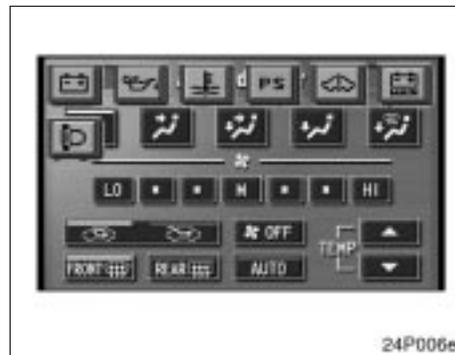 PS
LO M HI
OFF
TEMP
FRONT REAR AUTO
24P006e